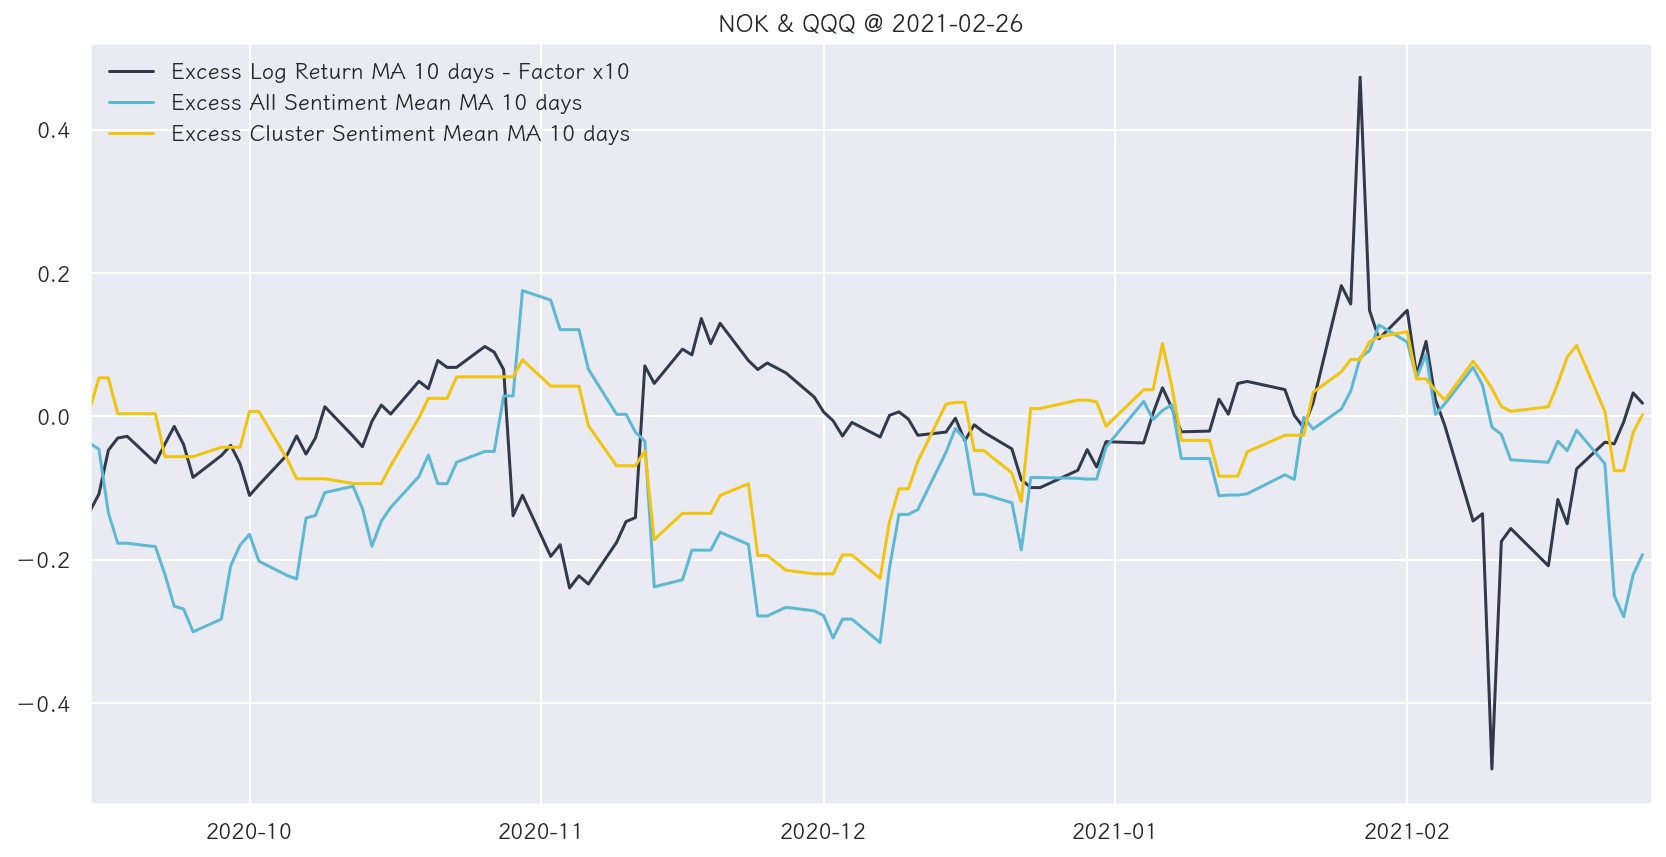 NOK & QQQ @ 2021-02-26
Excess Log Return MA 10 days - Factor x10
Excess All Sentiment Mean MA 10 days
Excess Cluster Sentiment Mean MA 10 days
0.4
0.2
0.0
−0.2
−0.4
2020-10
2020-11
2020-12
2021-01
2021-02